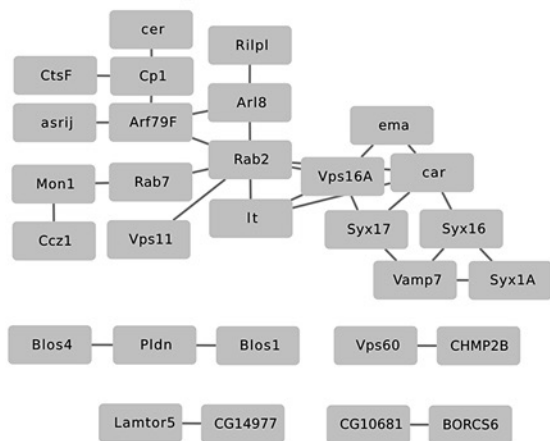 cer
Rilpl
CtsF
Cp1
Arl8
asrij
Arf79F
ema
Rab2
Vps16A
car
Mon1
Rab7
lt
Ccz1
Vps11
Syx17
Syx16
Vamp7
Syx1A
Blos4
Pldn
Blos1
Vps60
CHMP2B
Lamtor5
CG14977
CG10681
BORCS6